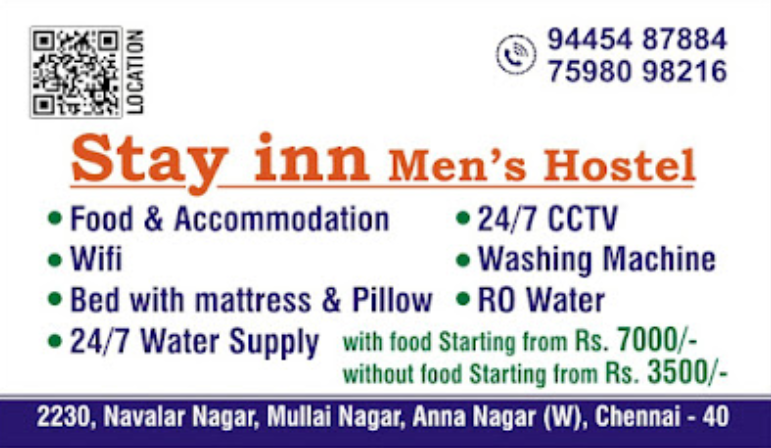 LOCATION
94454 87884
75980 98216
Stay inn Men's Hostel
• Food & Accommodation
• 24/7 CCTV
• Wifi
• Washing Machine
• Bed with mattress & Pillow
• RO Water
• 24/7 Water Supply
with food Starting from Rs. 7000/-
without food Starting from Rs. 3500/-
2230, Navalar Nagar, Mullai Nagar, Anna Nagar (W), Chennai - 40